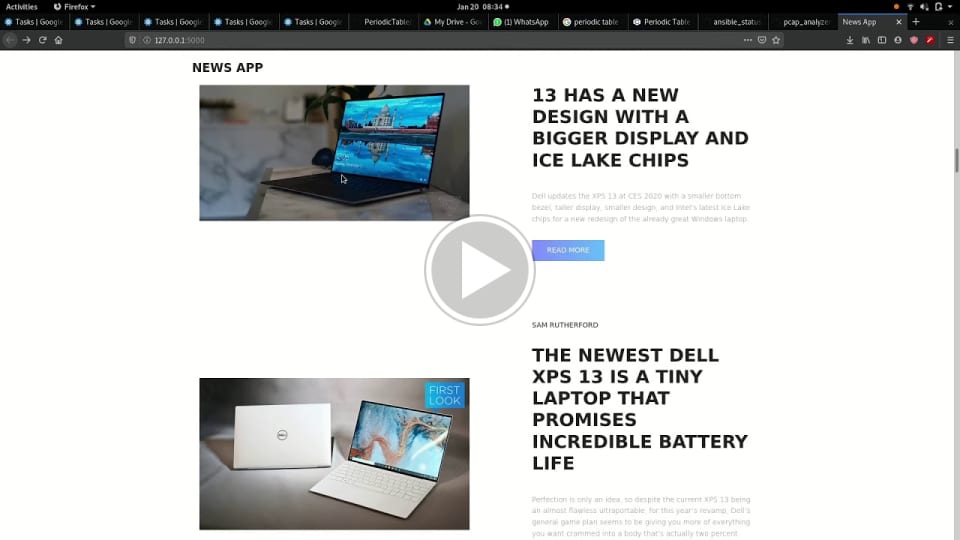 Activities Firefox Jan 20 08:34
Tasks | Google Tasks | Google Tasks | Google Tasks | Google Tasks | Google PeriodicTable My Drive - Go (1) WhatsApp periodic table Periodic Table ansible_statu pcap_analyze News App
127.0.0.1:5000
NEWS APP
13 HAS A NEW
DESIGN WITH A
BIGGER DISPLAY AND
ICE LAKE CHIPS
Dell updates the XPS 13 at CES 2020 with a smaller bottom
bezel, taller display, smaller design, and Intel's latest Ice Lake
chips for a new redesign of the already great Windows laptop
READ MORE
SAM RUTHERFORD
FIRST
LOOK
DELL
THE NEWEST DELL
XPS 13 IS A TINY
LAPTOP THAT
PROMISES
INCREDIBLE BATTERY
LIFE
Perfection is only an idea, so despite the current XPS 13 being
an almost flawless ultraportable, for this year's revamp, Dell's
general game plan seems to be giving you more of everything
you want crammed into a body that's actually two percent